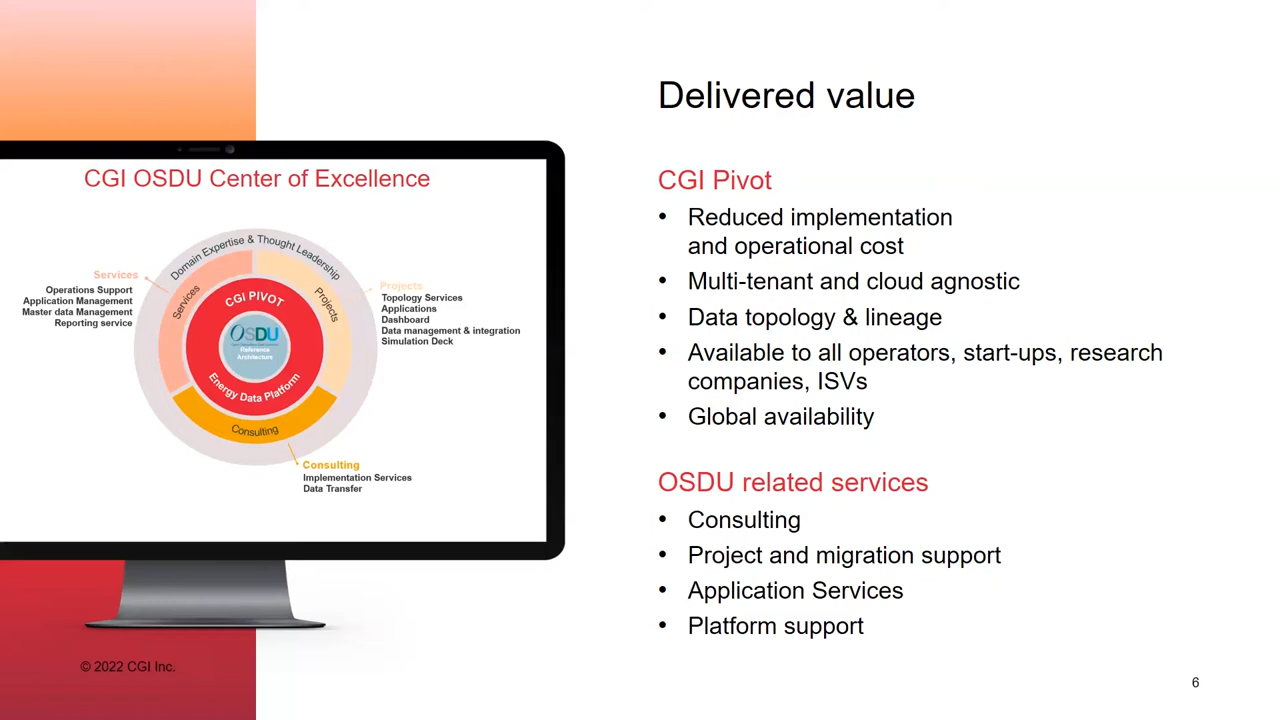 Delivered value
CGI OSDU Center of Excellence
Domain Expertise & Thought Leadership
Services
Projects
CGI PIVOT
OSDU
Reference
Architecture
Energy Data Platform
Consulting
Services
Operations Support
Application Management
Master data Management
Reporting service
Projects
Topology Services
Applications
Dashboard
Data management & integration
Simulation Deck
Consulting
Implementation Services
Data Transfer
CGI Pivot
• Reduced implementation
and operational cost
• Multi-tenant and cloud agnostic
• Data topology & lineage
• Available to all operators, start-ups, research
companies, ISVs
• Global availability
OSDU related services
• Consulting
• Project and migration support
• Application Services
• Platform support
© 2022 CGI Inc.
6